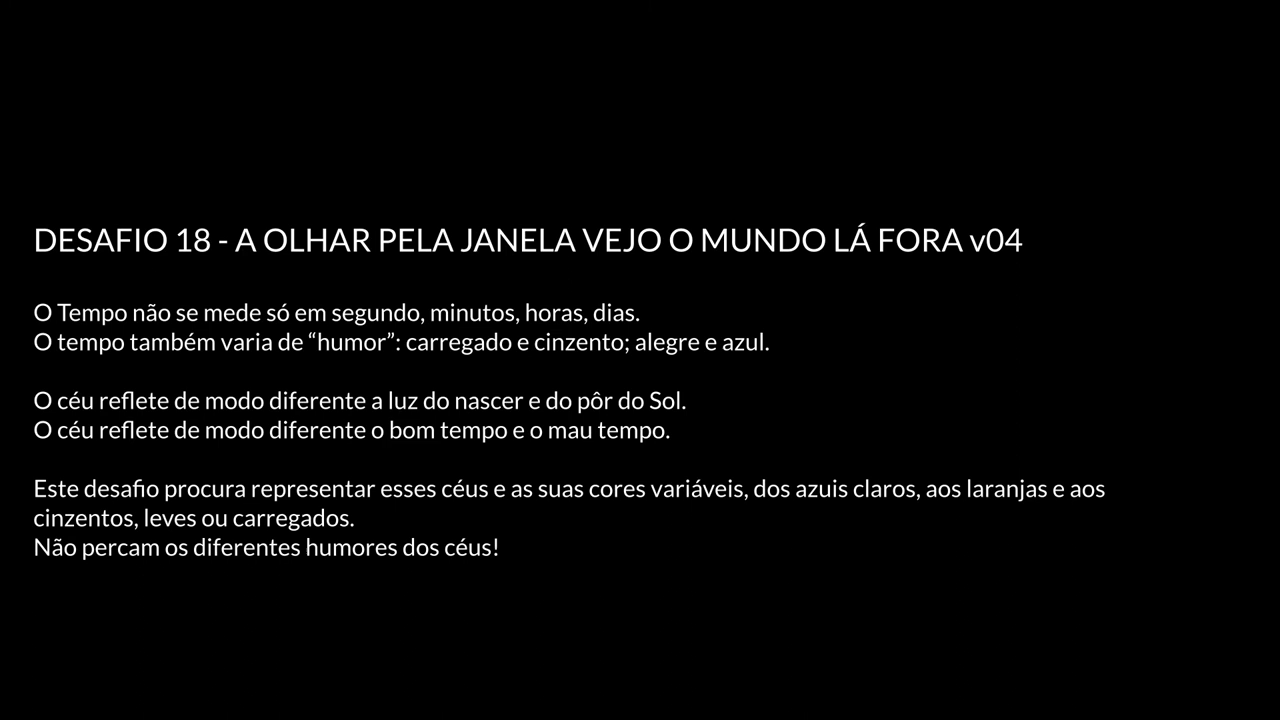 DESAFIO 18 - A OLHAR PELA JANELA VEJO O MUNDO LÁ FORA v04
O Tempo não se mede só em segundo, minutos, horas, dias.
O tempo também varia de “humor”: carregado e cinzento; alegre e azul.
O céu reflete de modo diferente a luz do nascer e do pôr do Sol.
O céu reflete de modo diferente o bom tempo e o mau tempo.
Este desafio procura representar esses céus e as suas cores variáveis, dos azuis claros, aos laranjas e aos
cinzentos, leves ou carregados.
Não percam os diferentes humores dos céus!